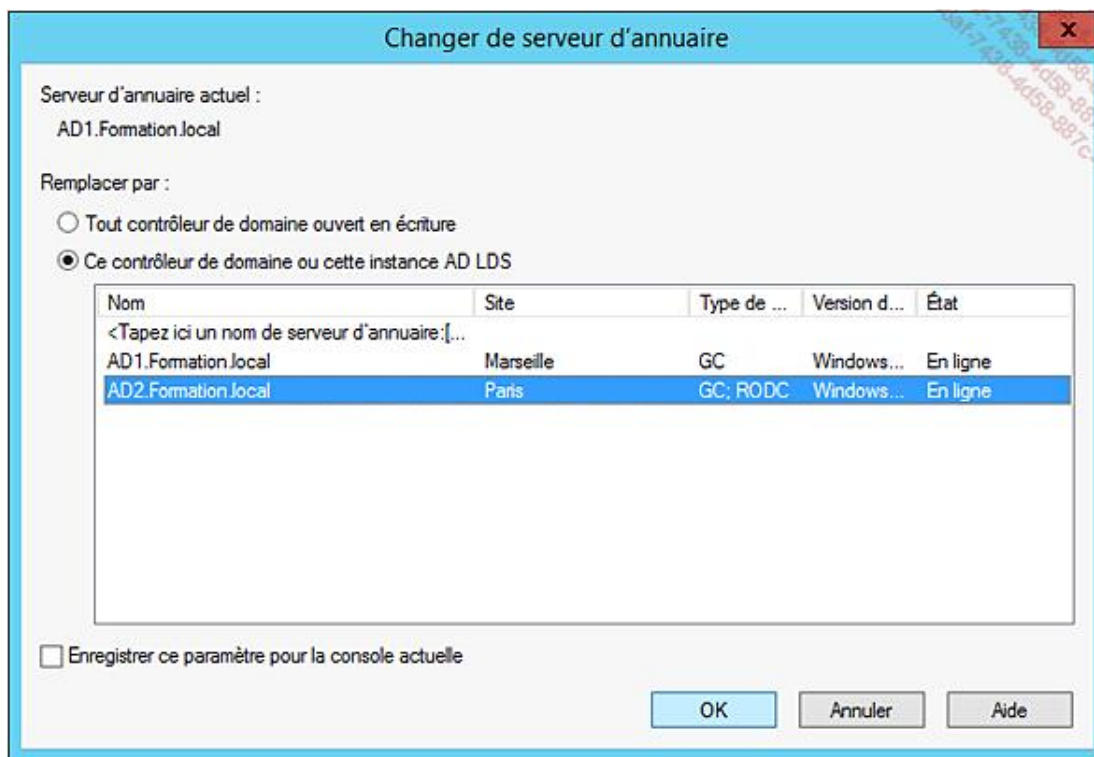 Changer de serveur d'annuaire
x
Serveur d'annuaire actuel :
AD1.Formation.local
Remplacer par :
Tout contrôleur de domaine ouvert en écriture
Ce contrôleur de domaine ou cette instance AD LDS
Nom Site Type de ... Version d... État
<Tapez ici un nom de serveur d'annuaire:[...
AD1.Formation.local Marseille GC Windows... En ligne
AD2.Formation.local Paris GC; RODC Windows... En ligne
Enregistrer ce paramètre pour la console actuelle
OK Annuler Aide